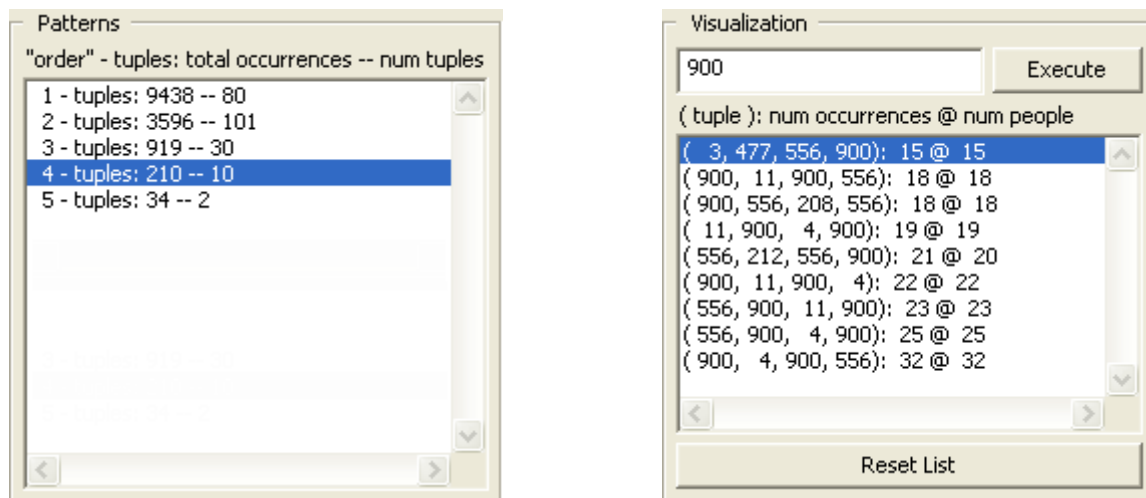 Patterns
"order" - tuples: total occurrences -- num tuples
1 - tuples: 9438 -- 80
2 - tuples: 3596 -- 101
3 - tuples: 919 -- 30
4 - tuples: 210 -- 10
5 - tuples: 34 -- 2
Visualization
900
Execute
( tuple ): num occurrences @ num people
( 3, 477, 556, 900): 15 @ 15
( 900, 11, 900, 556): 18 @ 18
( 900, 556, 208, 556): 18 @ 18
( 11, 900, 4, 900): 19 @ 19
( 556, 212, 556, 900): 21 @ 20
( 900, 11, 900, 4): 22 @ 22
( 556, 900, 11, 900): 23 @ 23
( 556, 900, 4, 900): 25 @ 25
( 900, 4, 900, 556): 32 @ 32
Reset List